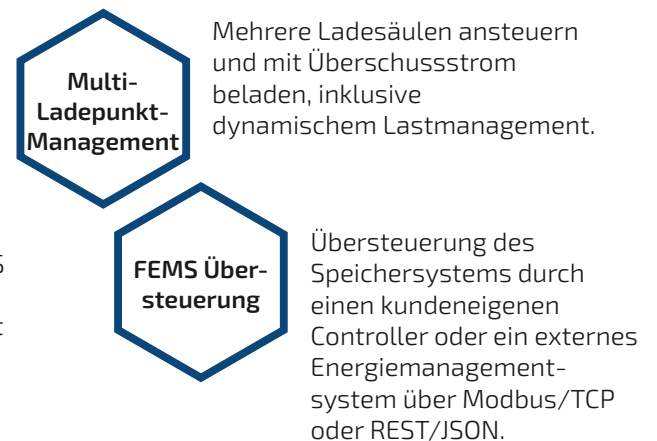 Multi-
Ladepunkt-
Management
Mehrere Ladesäulen ansteuern
und mit Überschussstrom
beladen, inklusive
dynamischem Lastmanagement.
FEMS Über-
steuerung
Übersteuerung des
Speichersystems durch
einen kundeneigenen
Controller oder ein externes
Energiemanagement-
system über Modbus/TCP
oder REST/JSON.